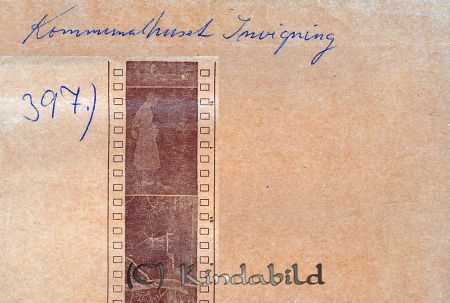 Kommunalhuset Invigning
397.)
(C) Kindabild